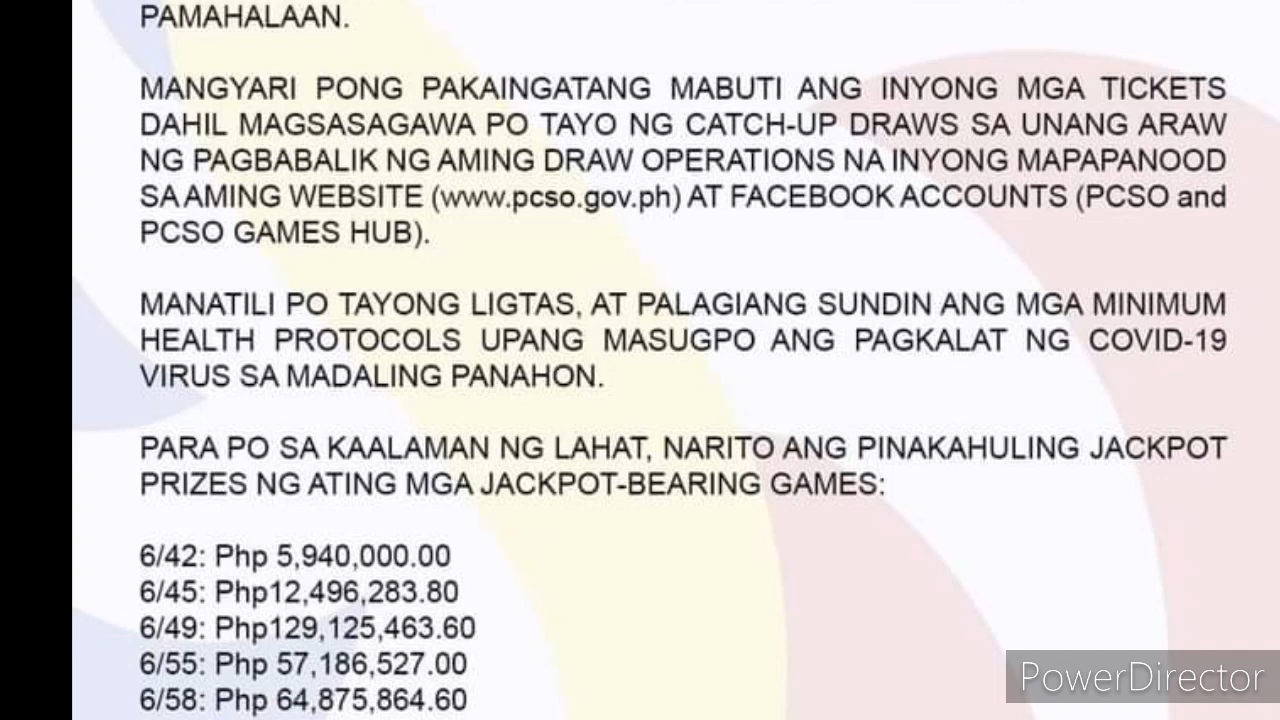 PAMAHALAAN.
MANGYARI PONG PAKAINGATANG MABUTI ANG INYONG MGA TICKETS
DAHIL MAGSASAGAWA PO TAYO NG CATCH-UP DRAWS SA UNANG ARAW
NG PAGBABALIK NG AMING DRAW OPERATIONS NA INYONG MAPAPANOOD
SA AMING WEBSITE (www.pcso.gov.ph) AT FACEBOOK ACCOUNTS (PCSO and
PCSO GAMES HUB).
MANATILI PO TAYONG LIGTAS, AT PALAGIANG SUNDIN ANG MGA MINIMUM
HEALTH PROTOCOLS UPANG MASUGPO ANG PAGKALAT NG COVID-19
VIRUS SA MADALING PANAHON.
PARA PO SA KAALAMAN NG LAHAT, NARITO ANG PINAKAHULING JACKPOT
PRIZES NG ATING MGA JACKPOT-BEARING GAMES:
6/42: Php 5,940,000.00
6/45: Php12,496,283.80
6/49: Php129,125,463.60
6/55: Php 57,186,527.00
6/58: Php 64,875,864.60
PowerDirector